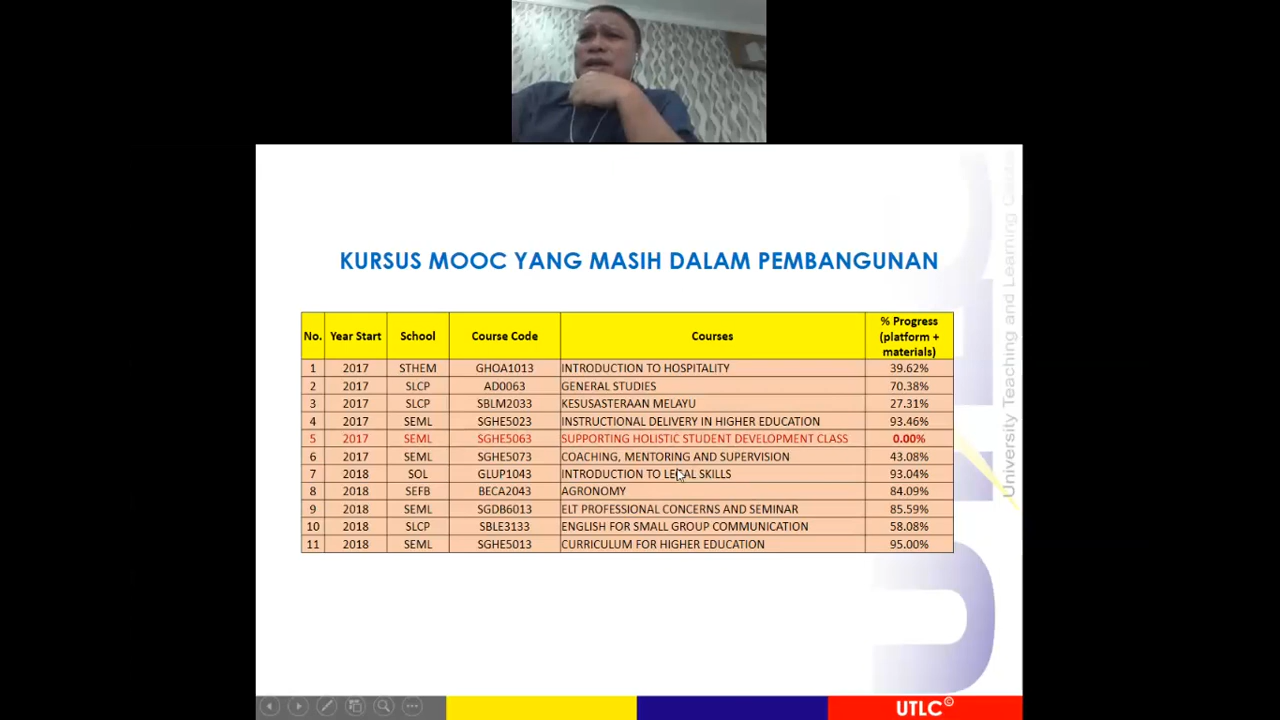 KURSUS MOOC YANG MASIH DALAM PEMBANGUNAN
No. Year Start School Course Code Courses % Progress (platform + materials)
1 2017 STHEM GHOA1013 INTRODUCTION TO HOSPITALITY 39.62%
2 2017 SLCP AD0063 GENERAL STUDIES 70.38%
3 2017 SLCP SBLM2033 KESUSASTERAAN MELAYU 27.31%
4 2017 SEML SGHE5023 INSTRUCTIONAL DELIVERY IN HIGHER EDUCATION 93.46%
5 2017 SEML SGHE5063 SUPPORTING HOLISTIC STUDENT DEVELOPMENT CLASS 0.00%
6 2017 SEML SGHE5073 COACHING, MENTORING AND SUPERVISION 43.08%
7 2018 SOL GLUP1043 INTRODUCTION TO LEGAL SKILLS 93.04%
8 2018 SEFB BECA2043 AGRONOMY 84.09%
9 2018 SEML SGDB6013 ELT PROFESSIONAL CONCERNS AND SEMINAR 85.59%
10 2018 SLCP SBLE3133 ENGLISH FOR SMALL GROUP COMMUNICATION 58.08%
11 2018 SEML SGHE5013 CURRICULUM FOR HIGHER EDUCATION 95.00%
University Teaching and Learning
UTLC©